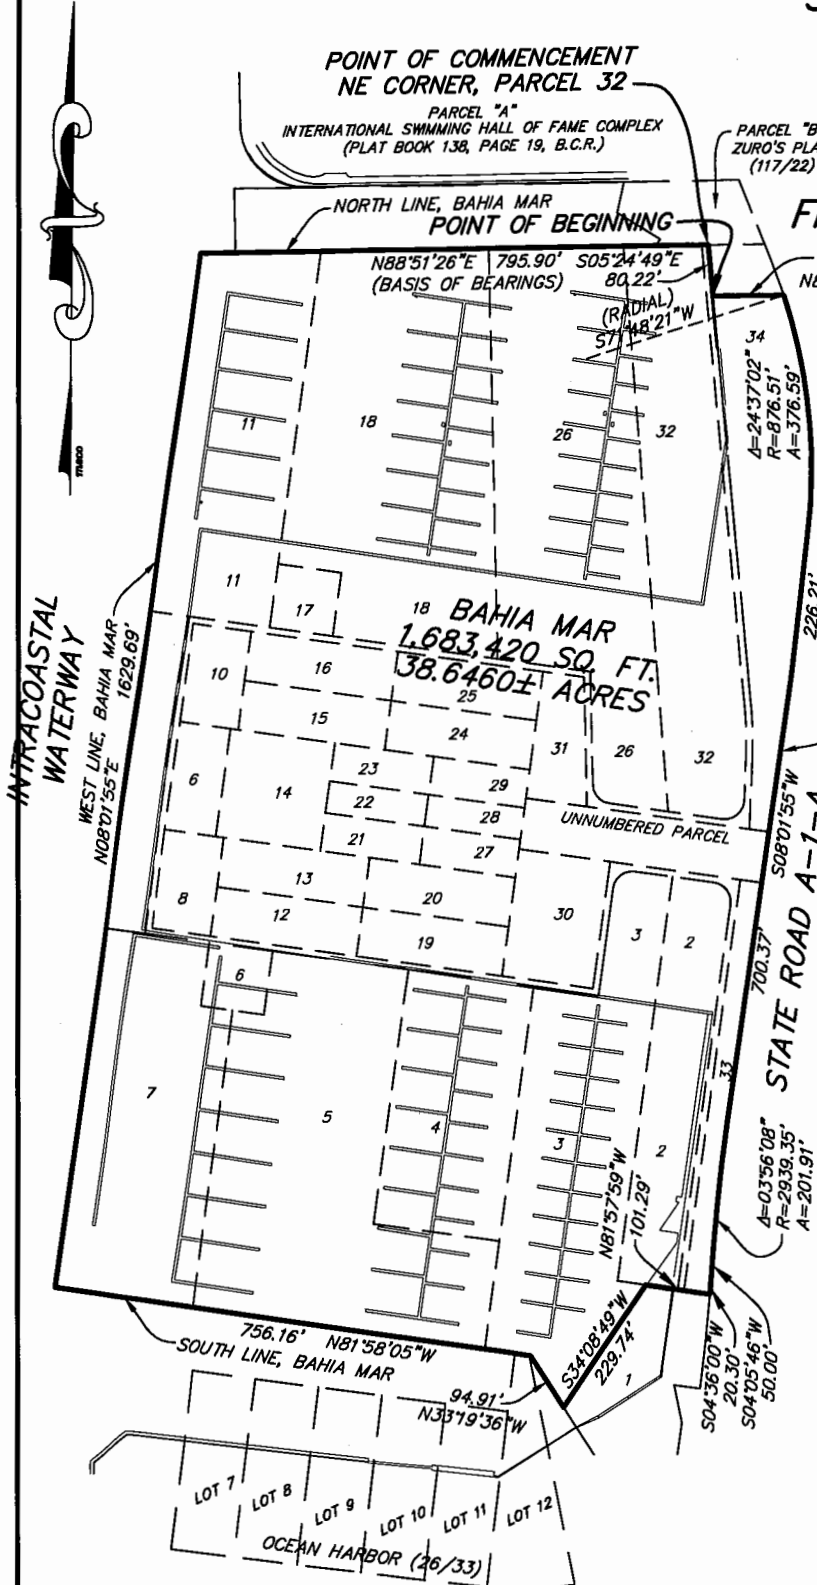 POINT OF COMMENCEMENT
NE CORNER, PARCEL 32
PARCEL "A"
INTERNATIONAL SWIMMING HALL OF FAME COMPLEX
(PLAT BOOK 138, PAGE 19, B.C.R.)
PARCEL "B
ZURO'S PLA
(117/22)
NORTH LINE, BAHIA MAR
POINT OF BEGINNING
N88°51'26"E 795.90'
(BASIS OF BEARINGS)
S05°24'49"E
80.22'
(RADIAL)
S71°48'21"W
34
Δ=24°37'02"
R=876.51'
A=376.59'
11
18
26
32
INTRACOASTAL
WATERWAY
WEST LINE, BAHIA MAR
N08°01'55"E 1629.69'
226.21'
11
17
18
BAHIA MAR
1,683,420 SQ. FT.
38.6460± ACRES
10
16
25
15
24
31
26
32
6
14
23
29
22
28
21
27
UNNUMBERED PARCEL
13
20
8
12
19
30
3
2
S08°01'55"W
700.37'
STATE ROAD A-1-A
33
6
7
5
4
3
2
N81°57'59"W
101.29'
Δ=03°56'08"
R=2939.35'
A=201.91'
756.16' N81°58'05"W
SOUTH LINE, BAHIA MAR
S34°08'49"W
229.74'
1
94.91'
N33°19'36"W
S04°36'00"W
20.30'
S04°05'46"W
50.00'
LOT 7
LOT 8
LOT 9
LOT 10
LOT 11
LOT 12
OCEAN HARBOR (26/33)